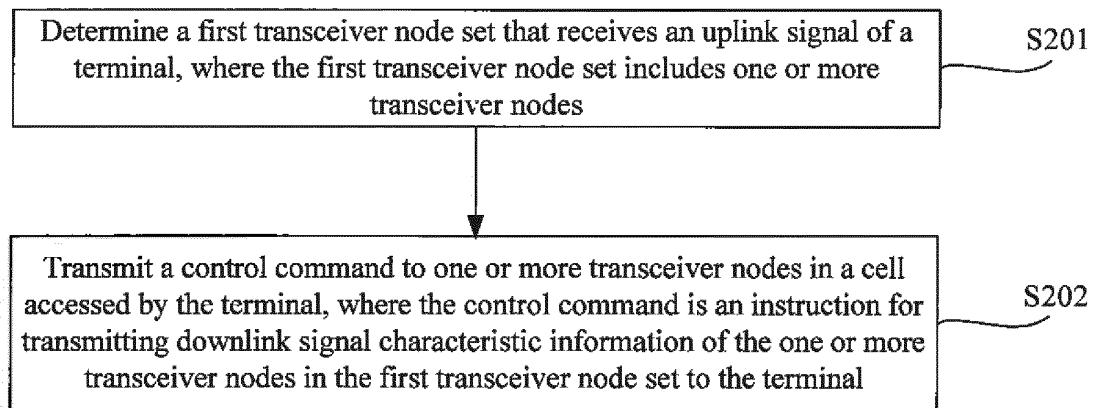 Determine a first transceiver node set that receives an uplink signal of a
terminal, where the first transceiver node set includes one or more
transceiver nodes
S201
Transmit a control command to one or more transceiver nodes in a cell
accessed by the terminal, where the control command is an instruction for
transmitting downlink signal characteristic information of the one or more
transceiver nodes in the first transceiver node set to the terminal
S202